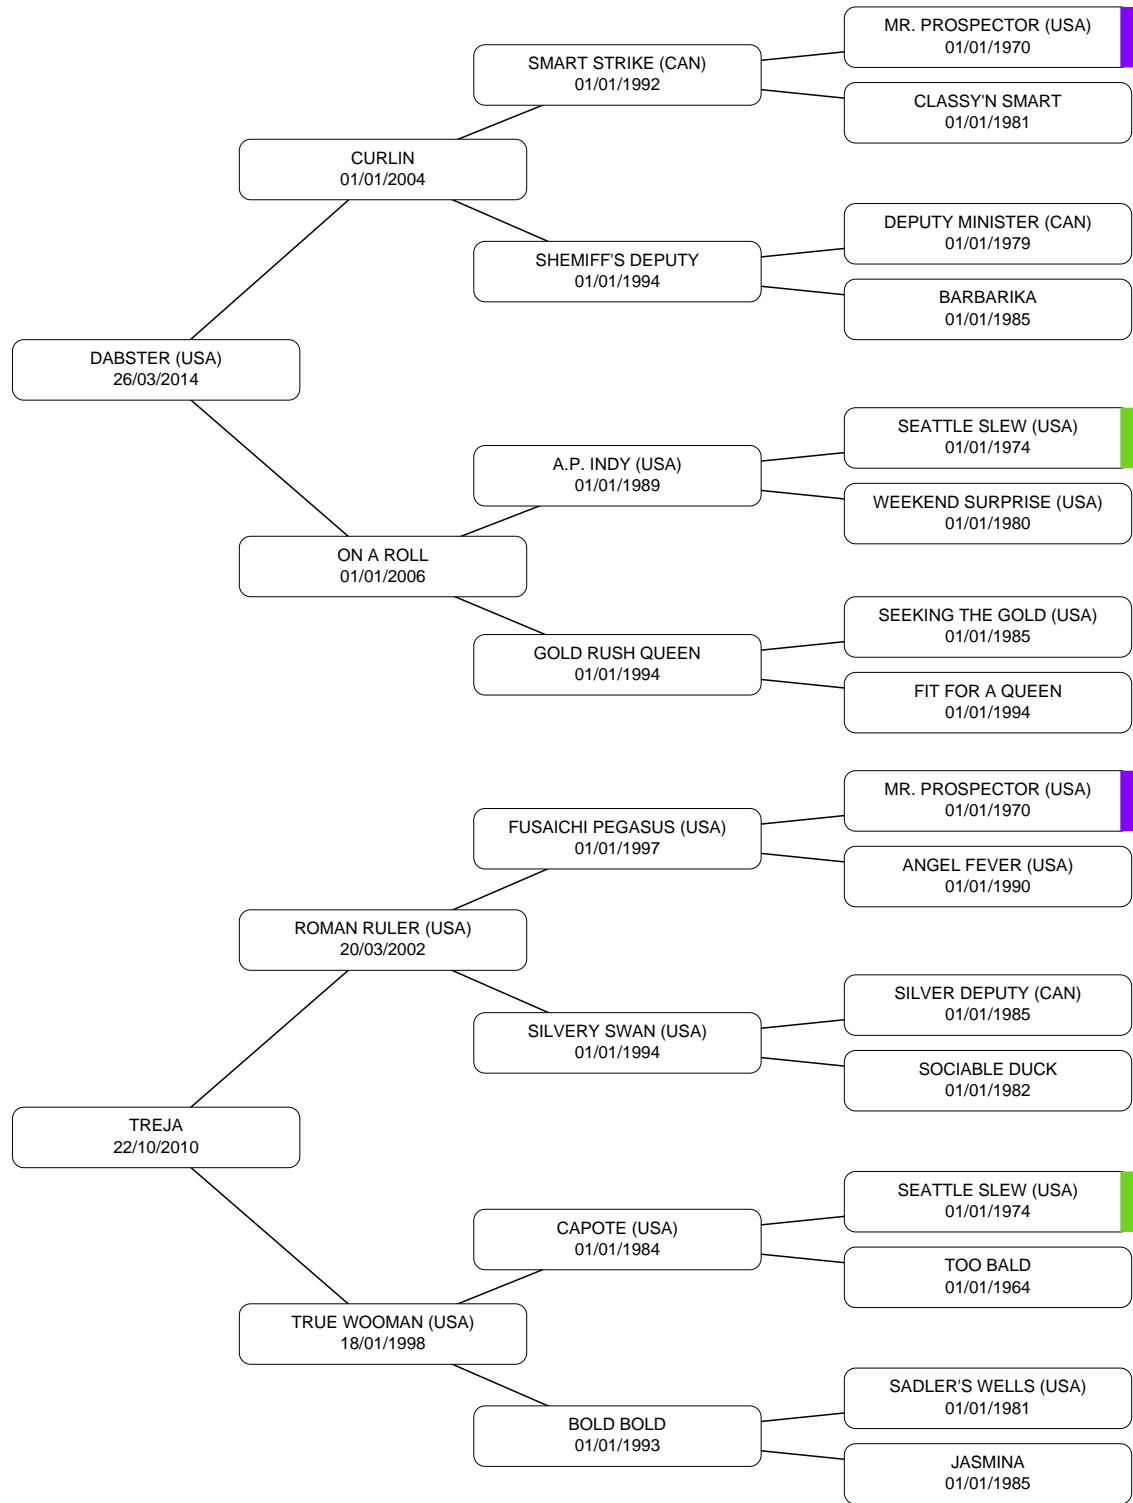 MR. PROSPECTOR (USA)
01/01/1970
SMART STRIKE (CAN)
01/01/1992
CLASSY'N SMART
01/01/1981
CURLIN
01/01/2004
DEPUTY MINISTER (CAN)
01/01/1979
SHEMIFF'S DEPUTY
01/01/1994
BARBARIKA
01/01/1985
DABSTER (USA)
26/03/2014
SEATTLE SLEW (USA)
01/01/1974
A.P. INDY (USA)
01/01/1989
WEEKEND SURPRISE (USA)
01/01/1980
ON A ROLL
01/01/2006
SEEKING THE GOLD (USA)
01/01/1985
GOLD RUSH QUEEN
01/01/1994
FIT FOR A QUEEN
01/01/1994
MR. PROSPECTOR (USA)
01/01/1970
FUSAICHI PEGASUS (USA)
01/01/1997
ANGEL FEVER (USA)
01/01/1990
ROMAN RULER (USA)
20/03/2002
SILVER DEPUTY (CAN)
01/01/1985
SILVERY SWAN (USA)
01/01/1994
SOCIABLE DUCK
01/01/1982
TREJA
22/10/2010
SEATTLE SLEW (USA)
01/01/1974
CAPOTE (USA)
01/01/1984
TOO BALD
01/01/1964
TRUE WOOMAN (USA)
18/01/1998
SADLER'S WELLS (USA)
01/01/1981
BOLD BOLD
01/01/1993
JASMINA
01/01/1985